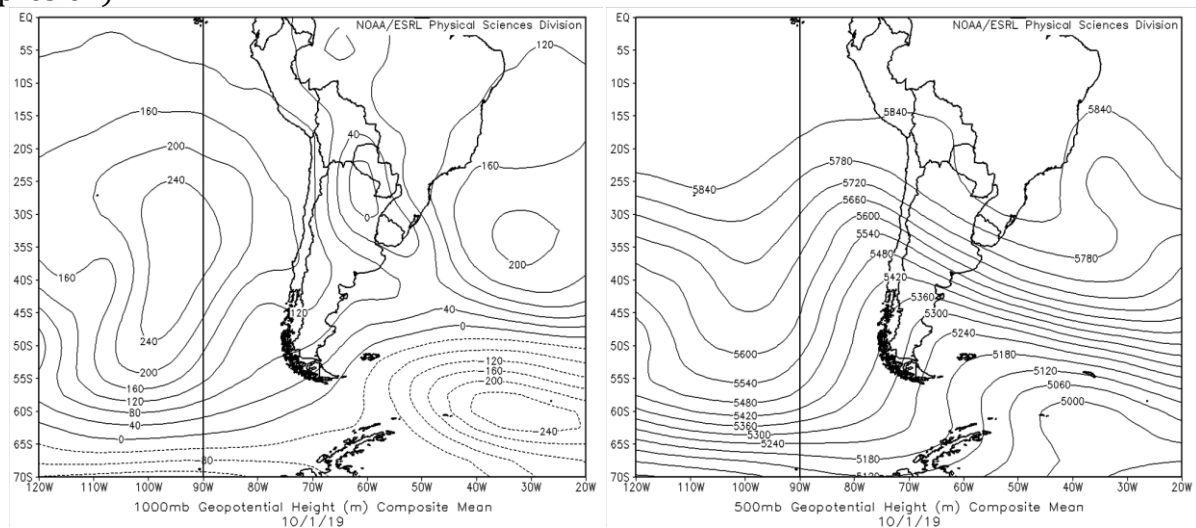 NOAA/ESRL Physical Sciences Division
EQ
5S
10S
15S
20S
25S
30S
35S
40S
45S
50S
55S
60S
65S
70S
120
160
40
200
160
240
0
200
160
120
40
0
240
200
160
120
80
40
0
120
160
200
240
80
120W
110W
100W
90W
80W
70W
60W
50W
40W
30W
20W
1000mb Geopotential Height (m) Composite Mean
10/1/19
NOAA/ESRL Physical Sciences Division
EQ
5S
10S
15S
20S
25S
30S
35S
40S
45S
50S
55S
60S
65S
70S
5840
5840
5780
5840
5720
5660
5600
5540
5480
5780
5420
5360
5300
5240
5600
5180
5540
5120
5480
5060
5420
5000
5360
5300
5240
5180
120W
110W
100W
90W
80W
70W
60W
50W
40W
30W
20W
500mb Geopotential Height (m) Composite Mean
10/1/19